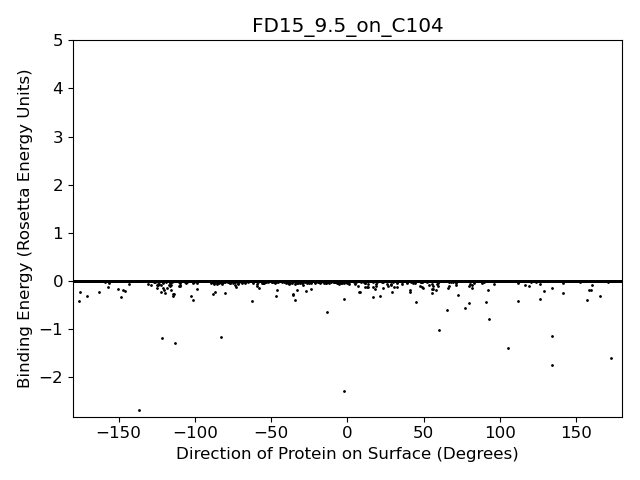 FD15_9.5_on_C104
5
4
3
2
1
0
−1
−2
Binding Energy (Rosetta Energy Units)
−150 −100 −50 0 50 100 150
Direction of Protein on Surface (Degrees)